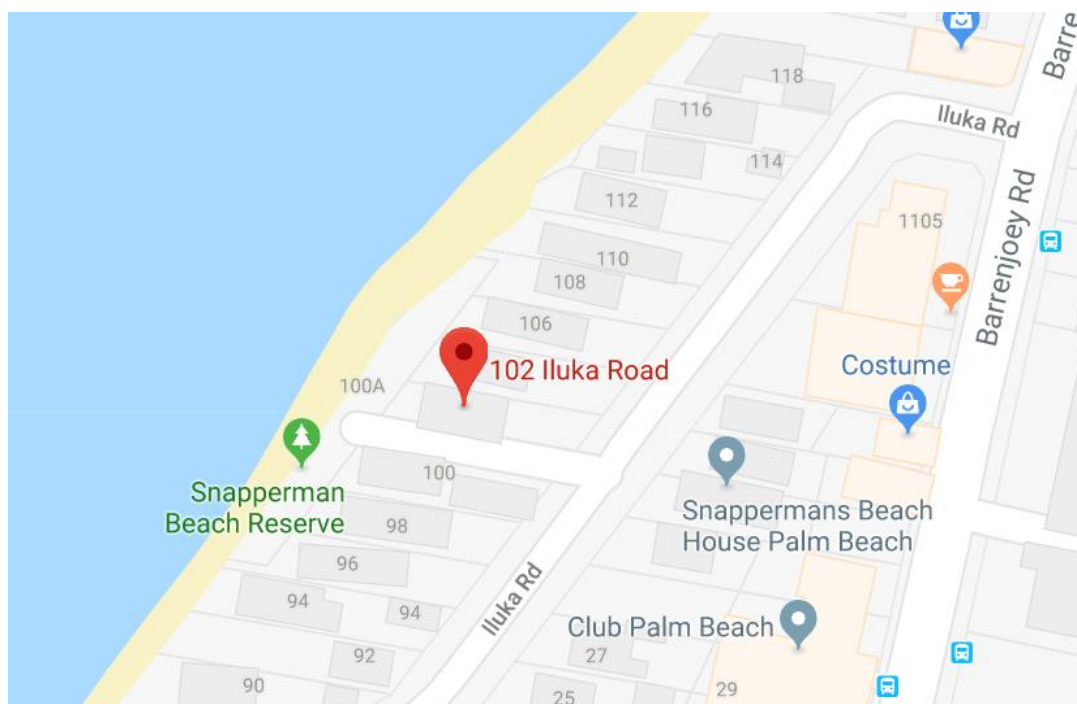 118
Barre
116
Iluka Rd
114
112
1105
110
108
Barrenjoey Rd
106
102 Iluka Road
Costume
100A
100
Snapperman
Beach Reserve
98
Snappermans Beach
House Palm Beach
96
94
94
Iluka Rd
Club Palm Beach
92
27
90
25
29